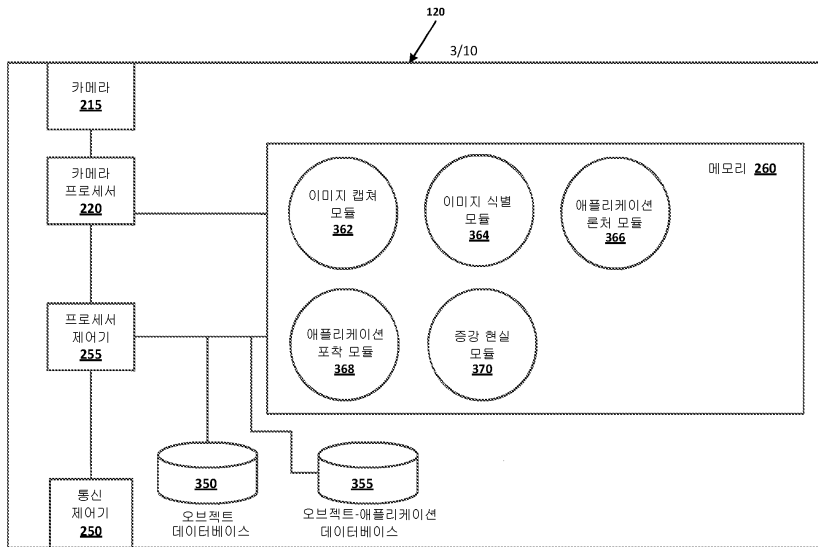 120
3/10
카메라
215
카메라
프로세서
220
프로세서
제어기
255
통신
제어기
250
메모리 260
이미지 캡쳐
모듈
362
이미지 식별
모듈
364
애플리케이션
론처 모듈
366
애플리케이션
포착 모듈
368
증강 현실
모듈
370
350
오브젝트
데이터베이스
355
오브젝트-애플리케이션
데이터베이스